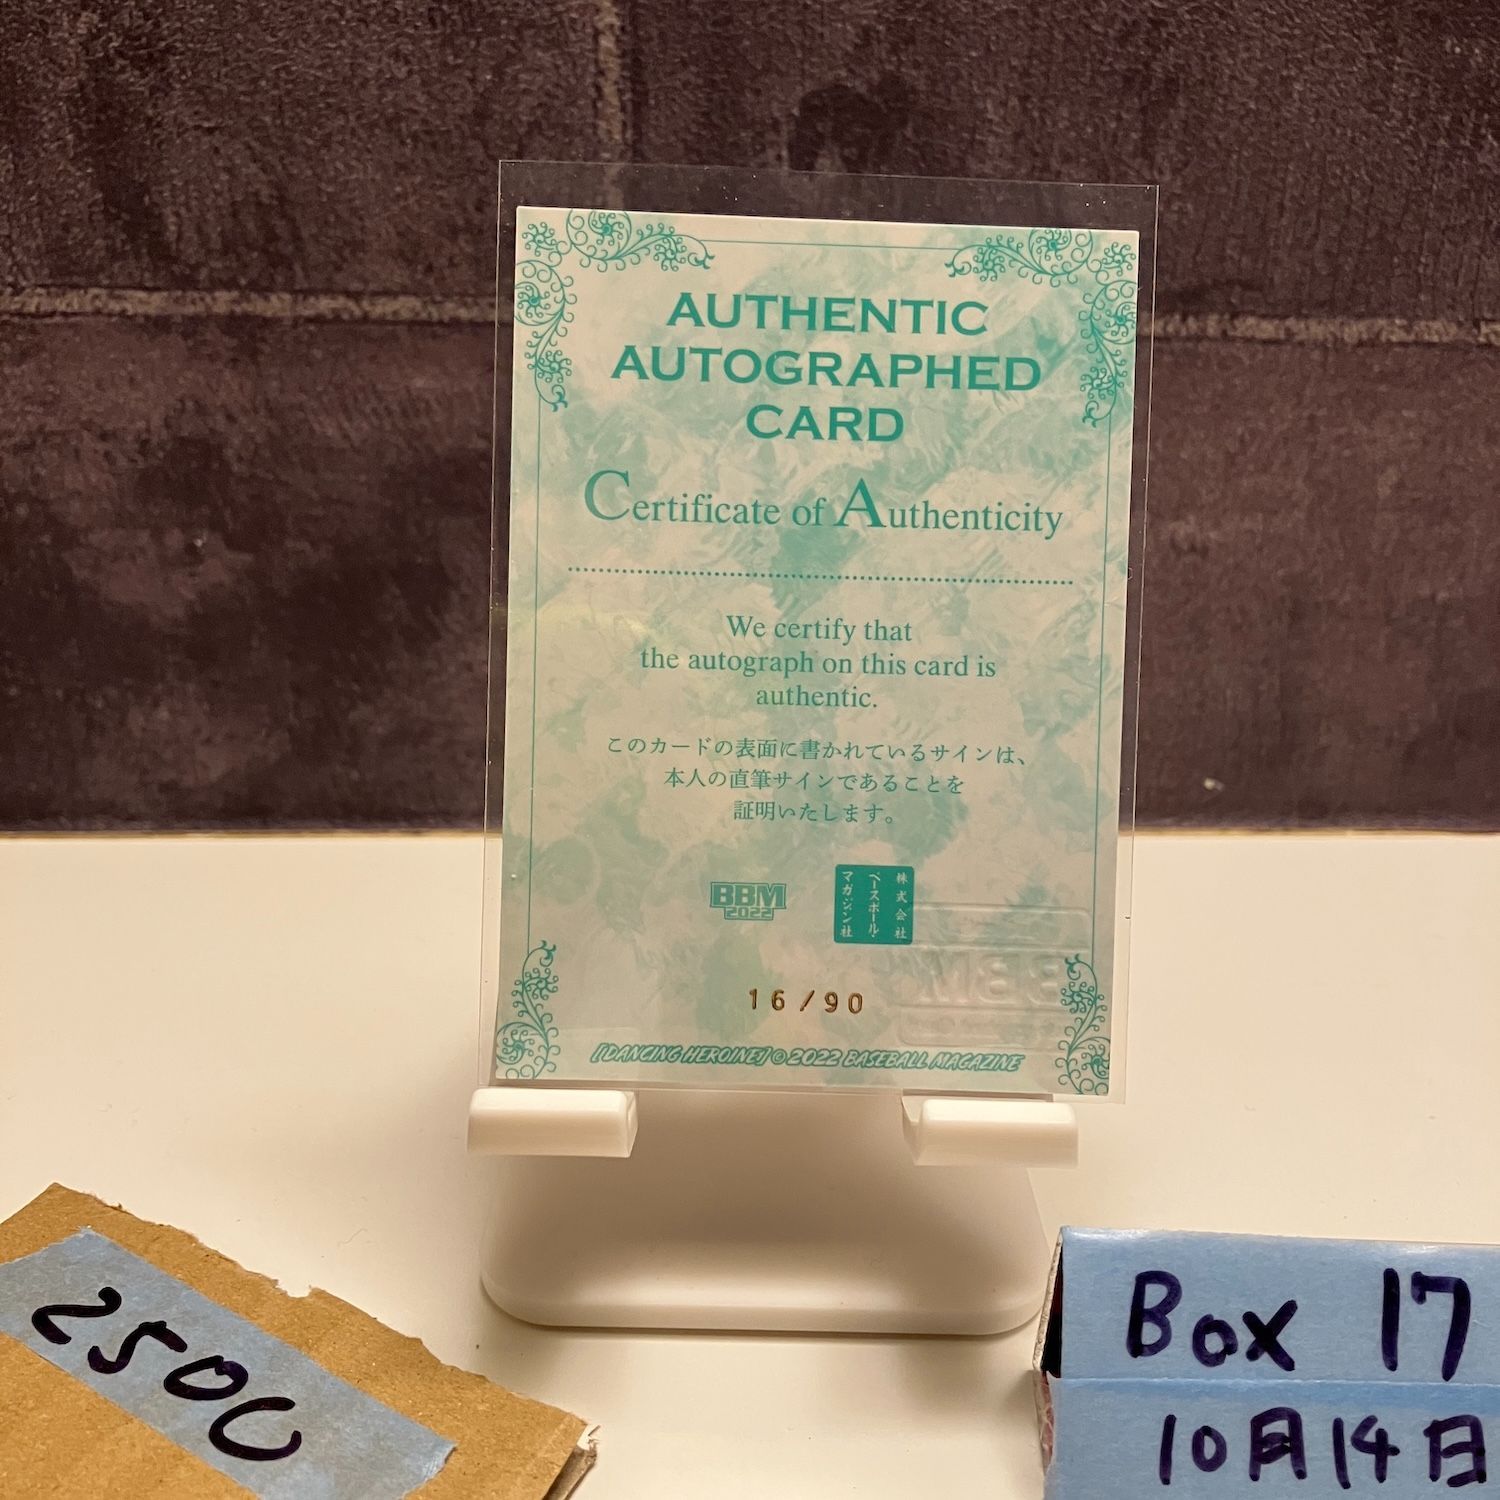 AUTHENTIC
AUTOGRAPHED
CARD
Certificate of Authenticity
We certify that
the autograph on this card is
authentic.
このカードの表面に書かれているサインは、
本人の直筆サインであることを
証明いたします。
BBM
2022
株式会社
ベースボール・
マガジン社
BBM
16/90
[DANCING HEROINE] © 2022 BASEBALL MAGAZINE
2500
Box 17
10月14日